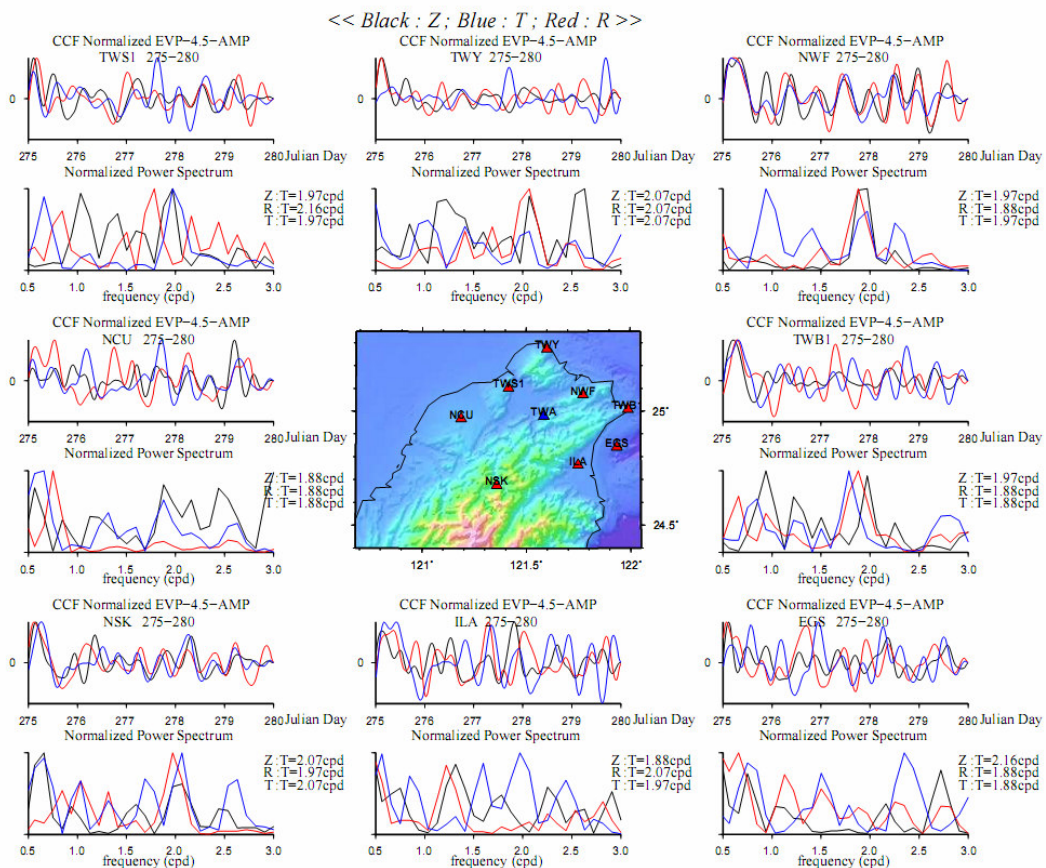 << Black : Z ; Blue : T ; Red : R >>
CCF Normalized EVP-4.5-AMP
TWS1 275-280
0
275 276 277 278 279 280 Julian Day
Normalized Power Spectrum
Z:T=1.97cpd
R:T=2.16cpd
T:T=1.97cpd
0.5 1.0 1.5 2.0 2.5 3.0
frequency (cpd)
CCF Normalized EVP-4.5-AMP
TWY 275-280
275 276 277 278 279 280 Julian Day
Normalized Power Spectrum
Z:T=2.07cpd
R:T=2.07cpd
T:T=2.07cpd
0.5 1.0 1.5 2.0 2.5 3.0
frequency (cpd)
CCF Normalized EVP-4.5-AMP
NWF 275-280
0
275 276 277 278 279 280 Julian Day
Normalized Power Spectrum
Z:T=1.97cpd
R:T=1.88cpd
T:T=1.97cpd
0.5 1.0 1.5 2.0 2.5 3.0
frequency (cpd)
CCF Normalized EVP-4.5-AMP
NCU 275-280
0
275 276 277 278 279 280 Julian Day
Normalized Power Spectrum
Z:T=1.88cpd
R:T=1.88cpd
T:T=1.88cpd
0.5 1.0 1.5 2.0 2.5 3.0
frequency (cpd)
TWY
TWS1
NWF
NCU
TWA
TWB
EGS
ILA
NSK
25°
24.5°
121° 121.5° 122°
CCF Normalized EVP-4.5-AMP
TWB1 275-280
0
275 276 277 278 279 280 Julian Day
Normalized Power Spectrum
Z:T=1.97cpd
R:T=1.88cpd
T:T=1.88cpd
0.5 1.0 1.5 2.0 2.5 3.0
frequency (cpd)
CCF Normalized EVP-4.5-AMP
NSK 275-280
0
275 276 277 278 279 280 Julian Day
Normalized Power Spectrum
Z:T=2.07cpd
R:T=1.97cpd
T:T=2.07cpd
0.5 1.0 1.5 2.0 2.5 3.0
frequency (cpd)
CCF Normalized EVP-4.5-AMP
ILA 275-280
0
275 276 277 278 279 280 Julian Day
Normalized Power Spectrum
Z:T=1.88cpd
R:T=2.07cpd
T:T=1.97cpd
0.5 1.0 1.5 2.0 2.5 3.0
frequency (cpd)
CCF Normalized EVP-4.5-AMP
EGS 275-280
0
275 276 277 278 279 280 Julian Day
Normalized Power Spectrum
Z:T=2.16cpd
R:T=1.88cpd
T:T=1.88cpd
0.5 1.0 1.5 2.0 2.5 3.0
frequency (cpd)